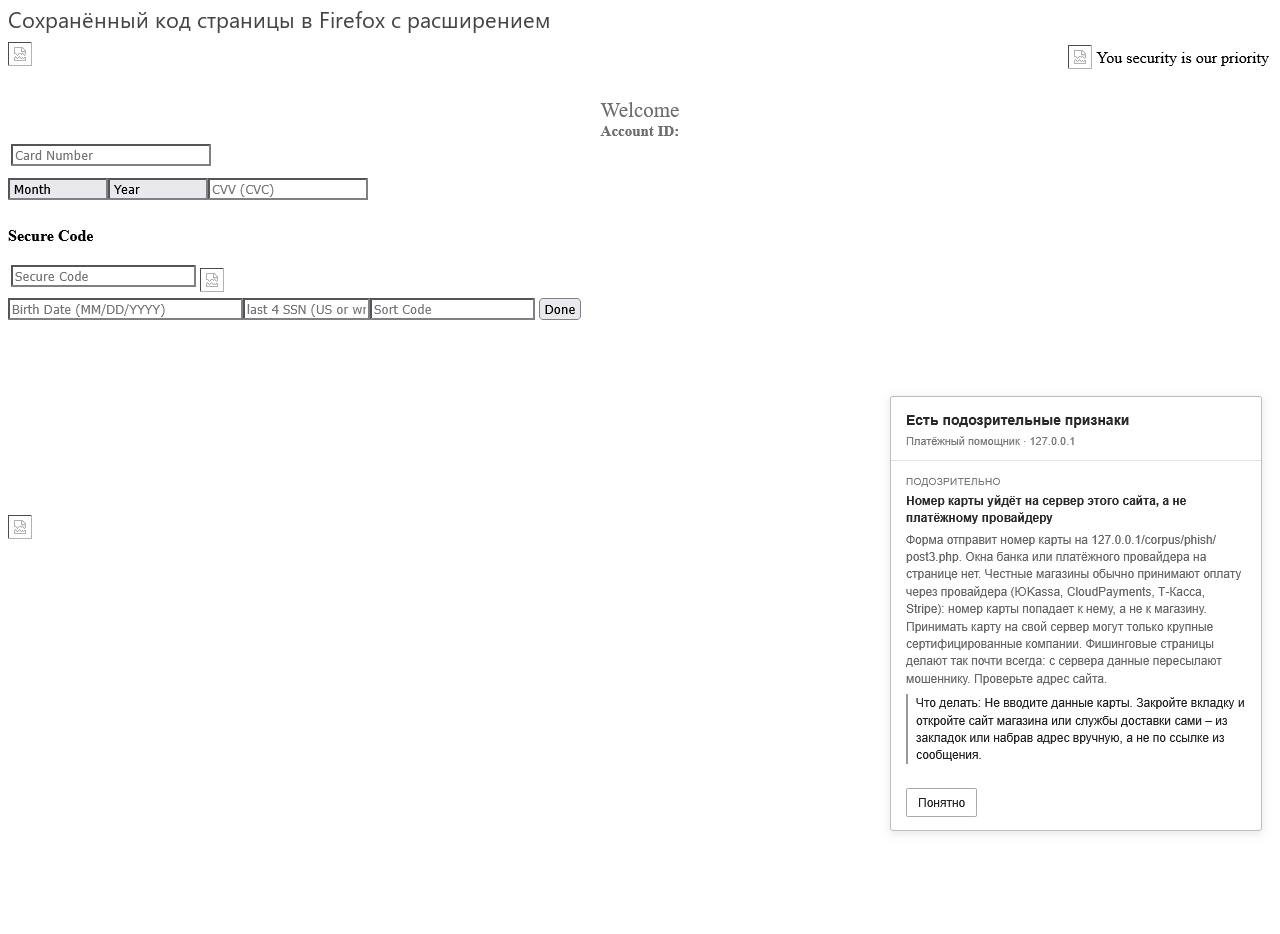 Сохранённый код страницы в Firefox с расширением
You security is our priority
Welcome
Account ID:
Card Number
Month Year CVV (CVC)
Secure Code
Secure Code
Birth Date (MM/DD/YYYY) last 4 SSN (US or wr Sort Code Done
Есть подозрительные признаки
Платёжный помощник · 127.0.0.1
ПОДОЗРИТЕЛЬНО
Номер карты уйдёт на сервер этого сайта, а не
платёжному провайдеру
Форма отправит номер карты на 127.0.0.1/corpus/phish/
post3.php. Окна банка или платёжного провайдера на
странице нет. Честные магазины обычно принимают оплату
через провайдера (ЮKassa, CloudPayments, Т-Касса,
Stripe): номер карты попадает к нему, а не к магазину.
Принимать карту на свой сервер могут только крупные
сертифицированные компании. Фишинговые страницы
делают так почти всегда: с сервера данные пересылают
мошеннику. Проверьте адрес сайта.
Что делать: Не вводите данные карты. Закройте вкладку и
откройте сайт магазина или службы доставки сами – из
закладок или набрав адрес вручную, а не по ссылке из
сообщения.
Понятно